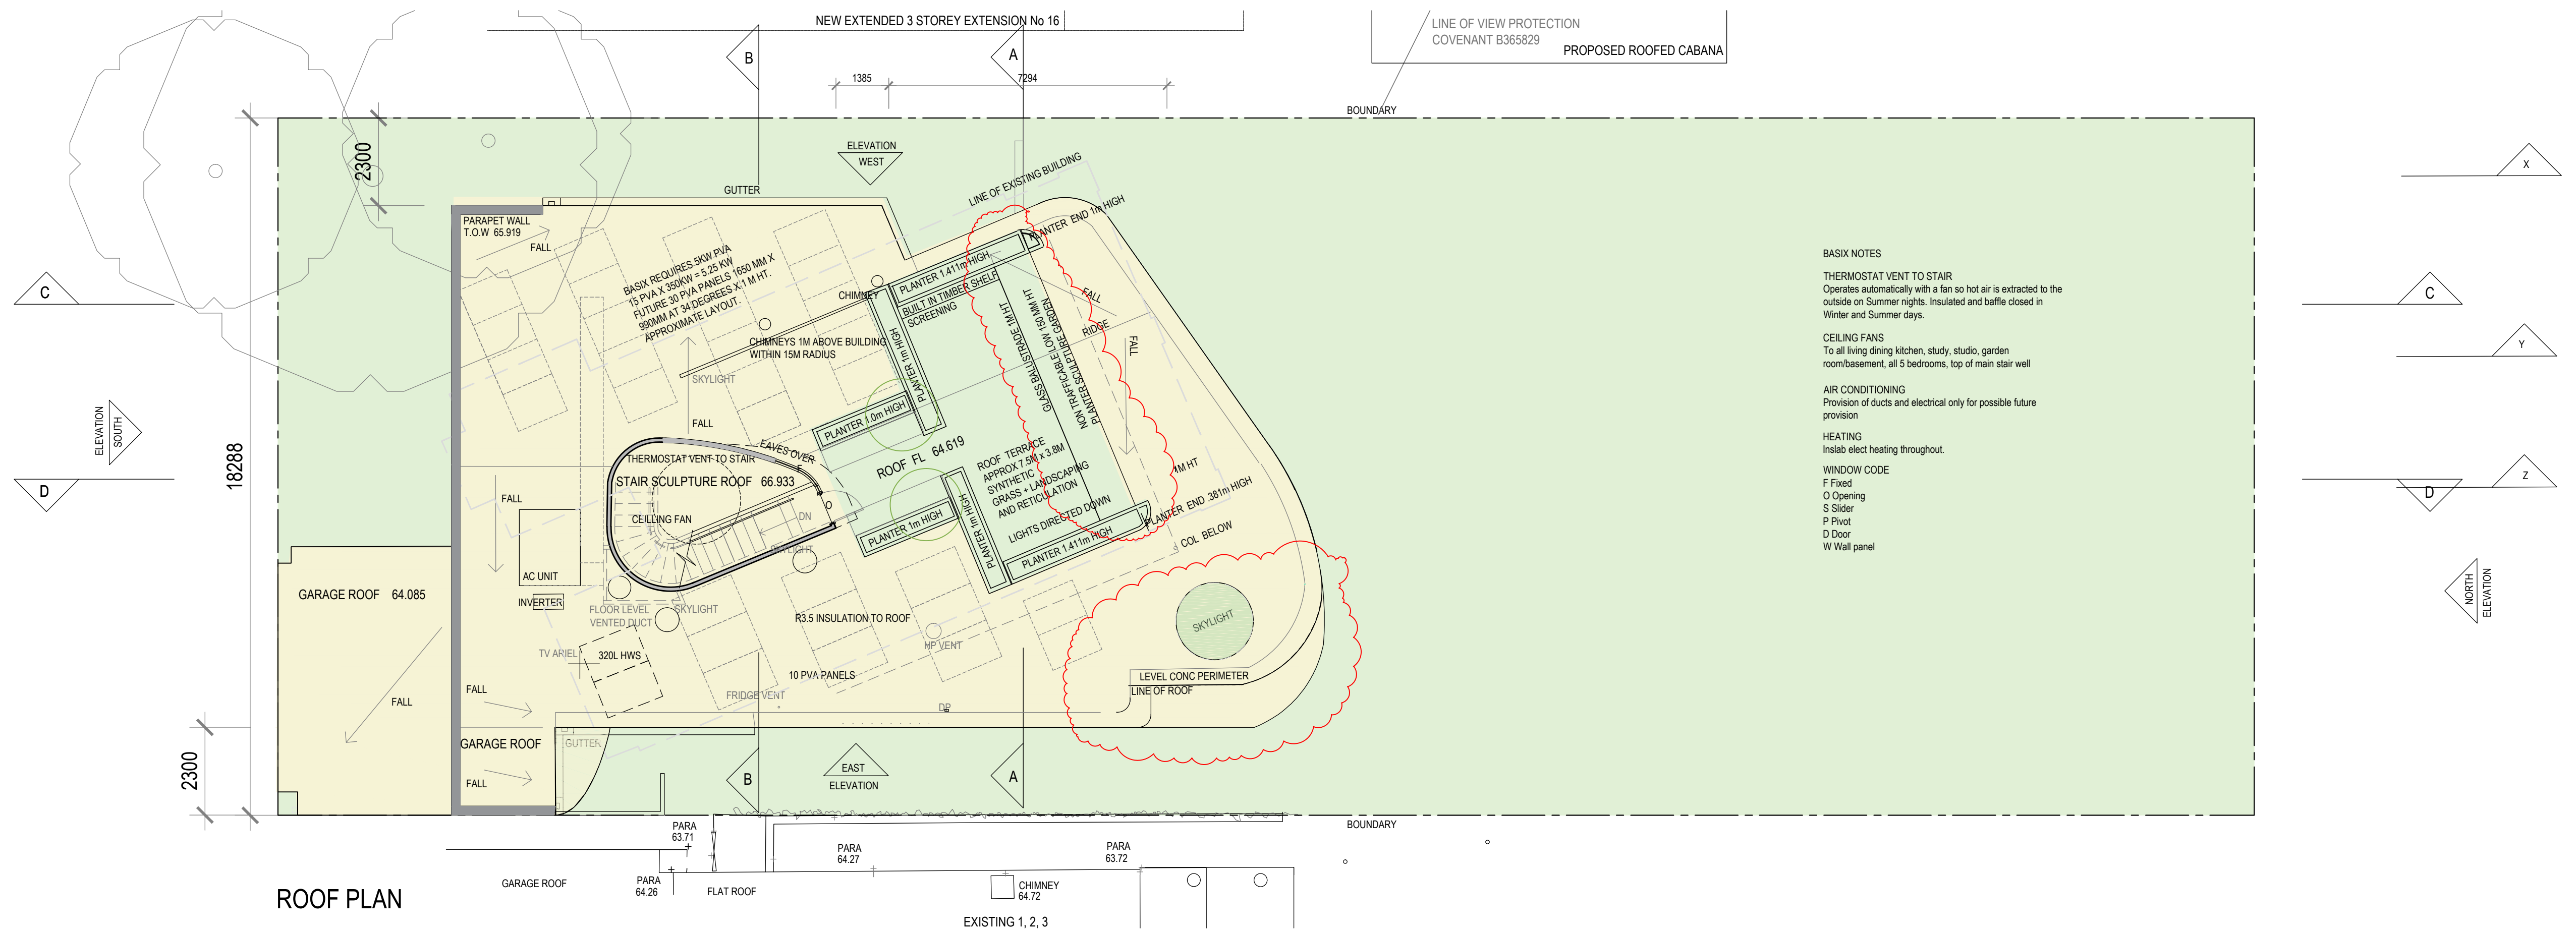 NEW EXTENDED 3 STOREY EXTENSION No 16
LINE OF VIEW PROTECTION
COVENANT B365829
PROPOSED ROOFED CABANA
B
A
1385
7294
BOUNDARY
2300
ELEVATION
WEST
X
GUTTER
LINE OF EXISTING BUILDING
PARAPET WALL
T.O.W 65.919
FALL
PLANTER END 1m HIGH
BASIX REQUIRES 5KW PVA
15 PVA X 350KW = 5.25 KW
FUTURE 30 PVA PANELS 1650 MM X
990MM AT 34 DEGREES X 1 M HT.
APPROXIMATE LAYOUT.
PLANTER 1.411m HIGH
BUILT IN TIMBER SHELF
SCREENING
CHIMNEY
FALL
RIDGE
FALL
C
C
CHIMNEYS 1M ABOVE BUILDING
WITHIN 15M RADIUS
PLANTER 1m HIGH
GLASS BALUSTRADE 1M HT
NON TRAFFICABLE LOW 150 MM HT
PLANTER SCULPTURE GARDEN
SKYLIGHT
FALL
Y
PLANTER 1.0m HIGH
EAVES OVER
ROOF FL 64.619
ROOF TERRACE
APPROX 7.5M x 3.8M
SYNTHETIC
GRASS + LANDSCAPING
AND RETICULATION
LIGHTS DIRECTED DOWN
ELEVATION
SOUTH
18288
D
THERMOSTAT VENT TO STAIR
F
STAIR SCULPTURE ROOF 66.933
FALL
O
DN
CEILLING FAN
SKYLIGHT
PLANTER 1m HIGH
PLANTER 1m HIGH
PLANTER 1.411m HIGH
1M HT
PLANTER END .381m HIGH
COL BELOW
Z
D
AC UNIT
INVERTER
FLOOR LEVEL
VENTED DUCT
SKYLIGHT
R3.5 INSULATION TO ROOF
HP VENT
SKYLIGHT
GARAGE ROOF 64.085
FALL
TV ARIEL
320L HWS
10 PVA PANELS
FRIDGE VENT
DP
LEVEL CONC PERIMETER
LINE OF ROOF
FALL
GARAGE ROOF
GUTTER
FALL
2300
EAST
ELEVATION
B
A
NORTH
ELEVATION
BASIX NOTES
THERMOSTAT VENT TO STAIR
Operates automatically with a fan so hot air is extracted to the
outside on Summer nights. Insulated and baffle closed in
Winter and Summer days.
CEILING FANS
To all living dining kitchen, study, studio, garden
room/basement, all 5 bedrooms, top of main stair well
AIR CONDITIONING
Provision of ducts and electrical only for possible future
provision
HEATING
Inslab elect heating throughout.
WINDOW CODE
F Fixed
O Opening
S Slider
P Pivot
D Door
W Wall panel
BOUNDARY
PARA
63.71
PARA
64.27
PARA
63.72
GARAGE ROOF
PARA
64.26
FLAT ROOF
CHIMNEY
64.72
EXISTING 1, 2, 3
ROOF PLAN